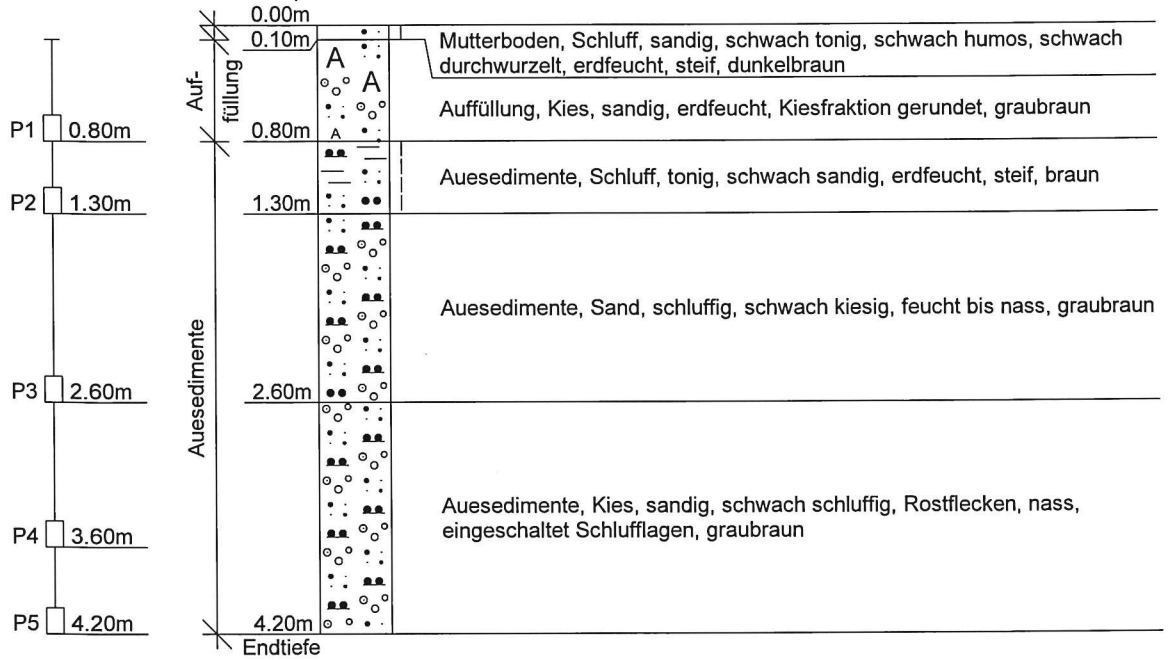 0.00m
0.10m
Mutterboden, Schluff, sandig, schwach tonig, schwach humos, schwach
durchwurzelt, erdfeucht, steif, dunkelbraun
Auf-
füllung
A
A
Auffüllung, Kies, sandig, erdfeucht, Kiesfraktion gerundet, graubraun
P1 0.80m
0.80m
A
Auesedimente, Schluff, tonig, schwach sandig, erdfeucht, steif, braun
P2 1.30m
1.30m
Auesedimente
Auesedimente, Sand, schluffig, schwach kiesig, feucht bis nass, graubraun
P3 2.60m
2.60m
Auesedimente, Kies, sandig, schwach schluffig, Rostflecken, nass,
eingeschaltet Schlufflagen, graubraun
P4 3.60m
P5 4.20m
4.20m
Endtiefe